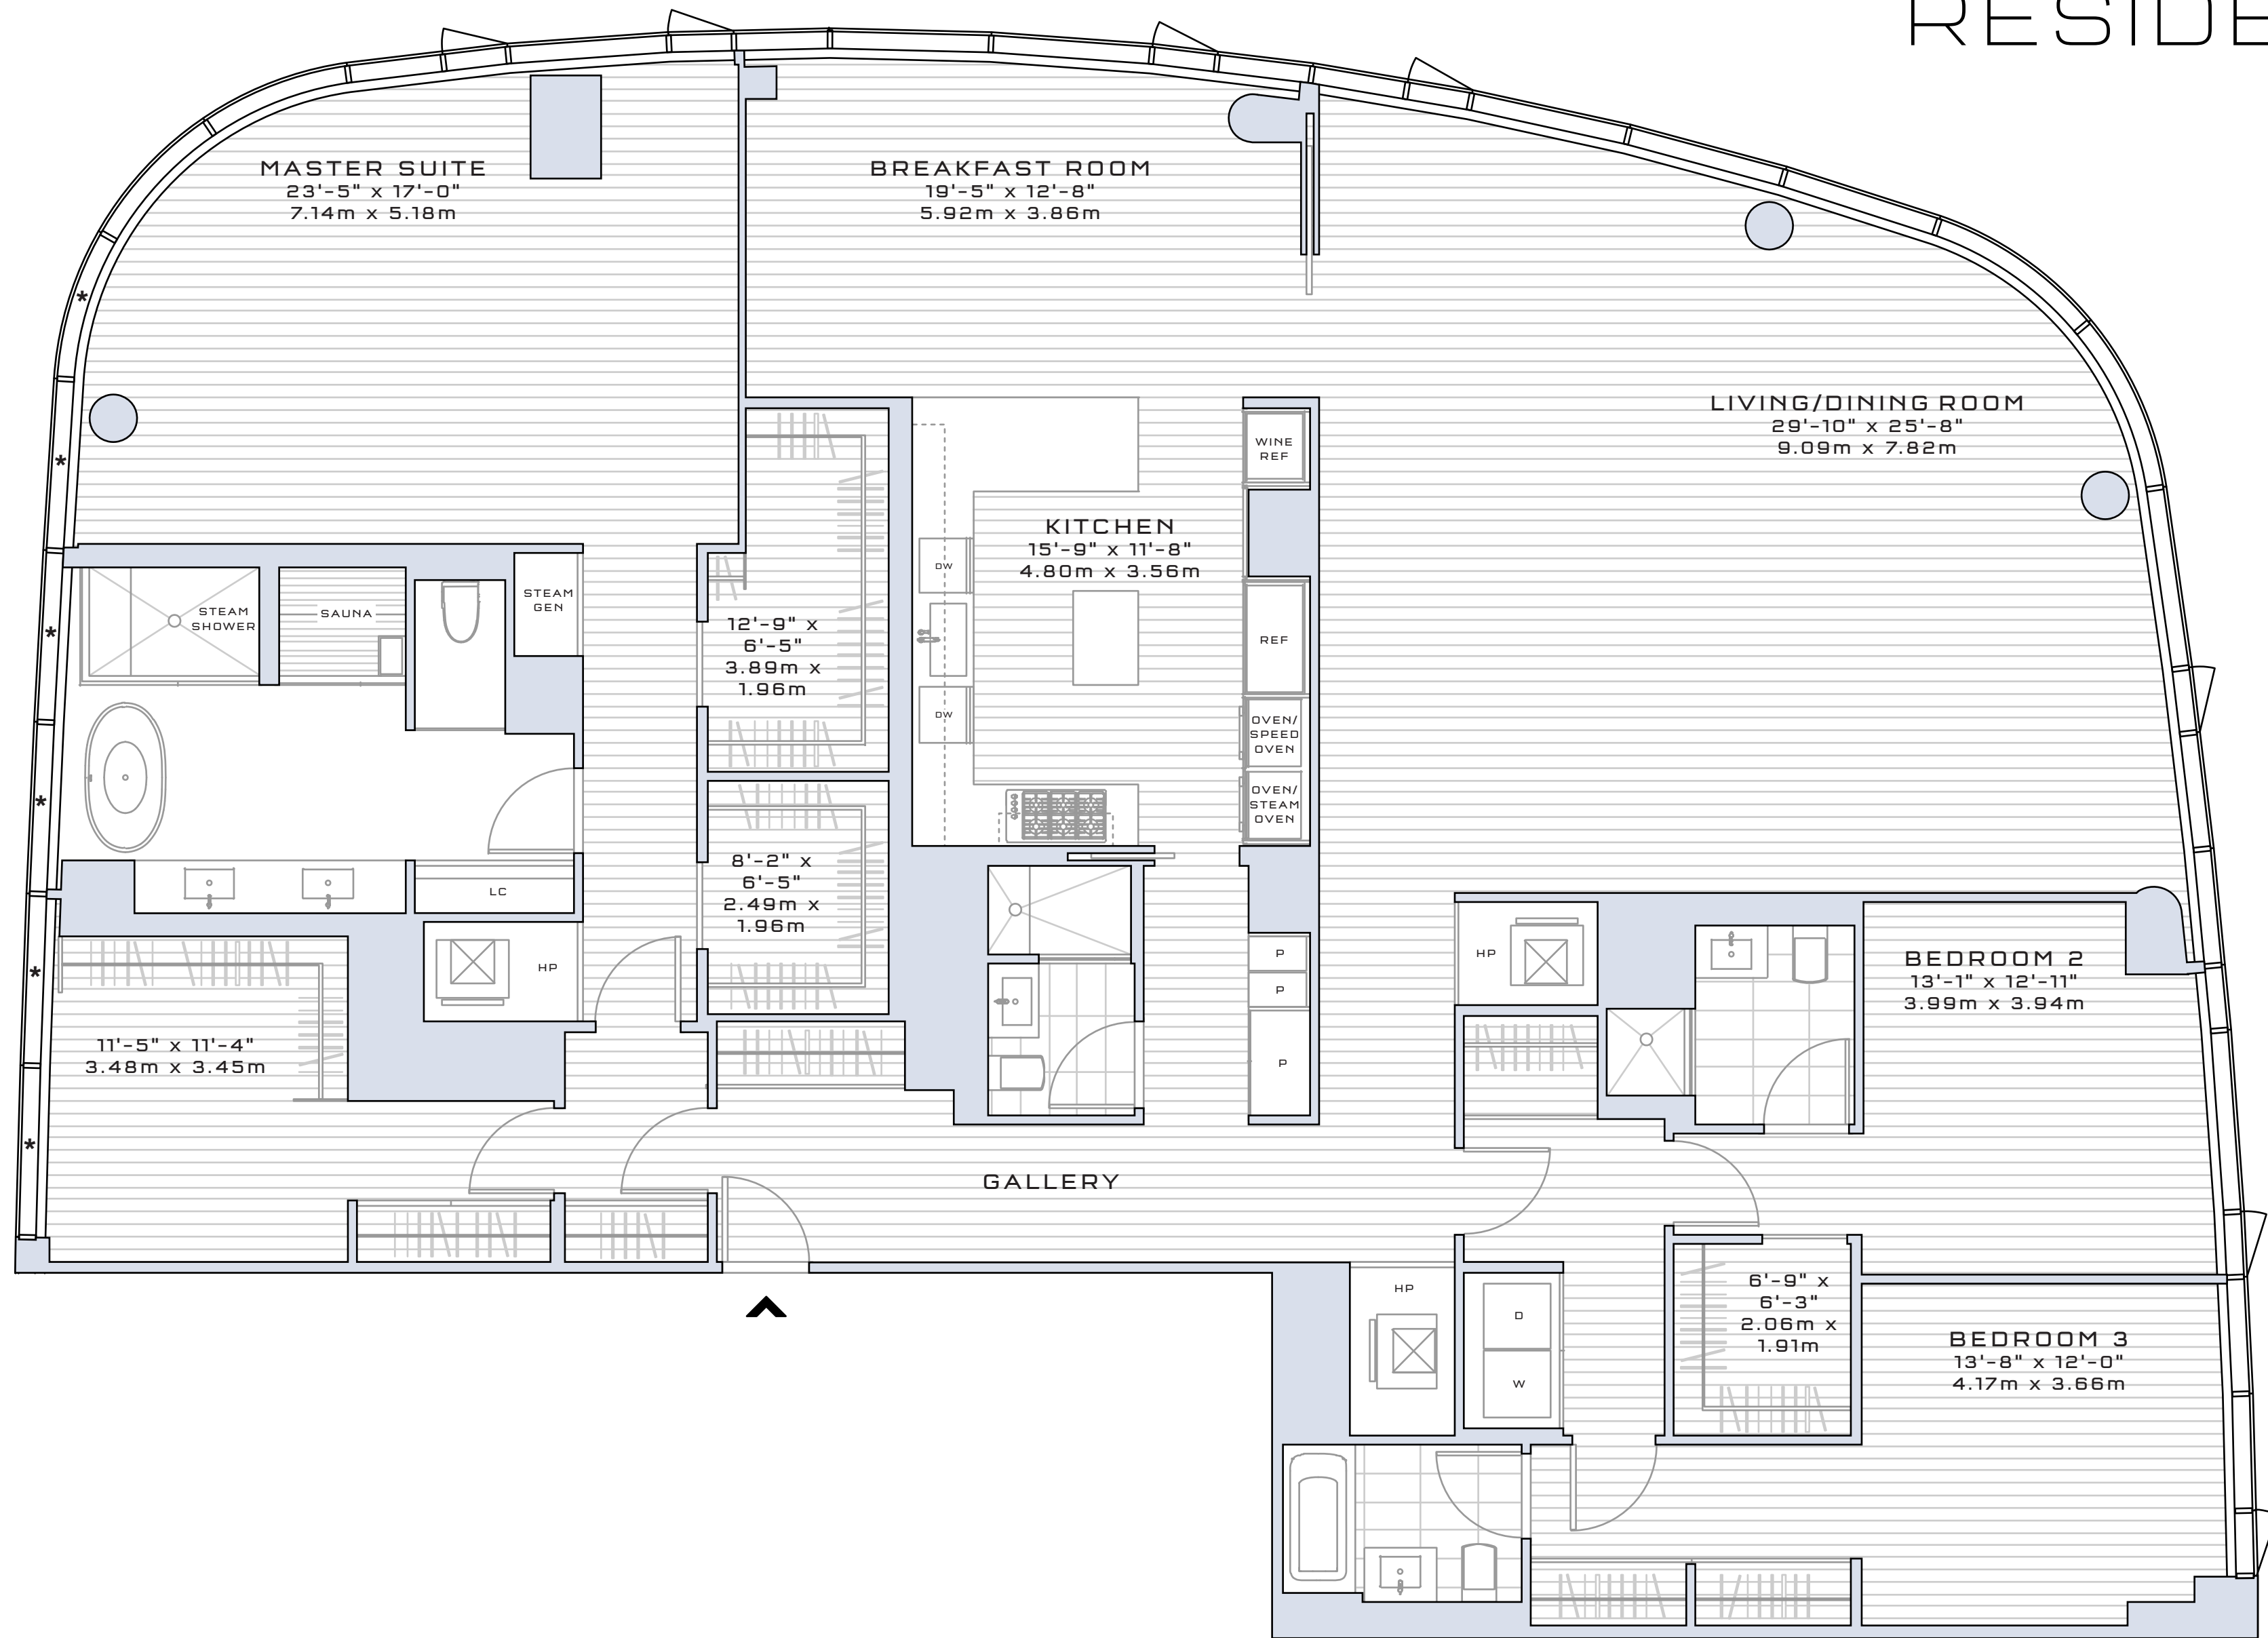 RESIDE
MASTER SUITE
23'-5" x 17'-0"
7.14m x 5.18m
BREAKFAST ROOM
19'-5" x 12'-8"
5.92m x 3.86m
LIVING/DINING ROOM
29'-10" x 25'-8"
9.09m x 7.82m
KITCHEN
15'-9" x 11'-8"
4.80m x 3.56m
WINE
REF
DW
DW
REF
OVEN/
SPEED
OVEN
OVEN/
STEAM
OVEN
STEAM
SHOWER
SAUNA
STEAM
GEN
12'-9" x
6'-5"
3.89m x
1.96m
8'-2" x
6'-5"
2.49m x
1.96m
LC
HP
11'-5" x 11'-4"
3.48m x 3.45m
P
P
P
HP
BEDROOM 2
13'-1" x 12'-11"
3.99m x 3.94m
GALLERY
HP
D
W
6'-9" x
6'-3"
2.06m x
1.91m
BEDROOM 3
13'-8" x 12'-0"
4.17m x 3.66m
*
*
*
*
*
*